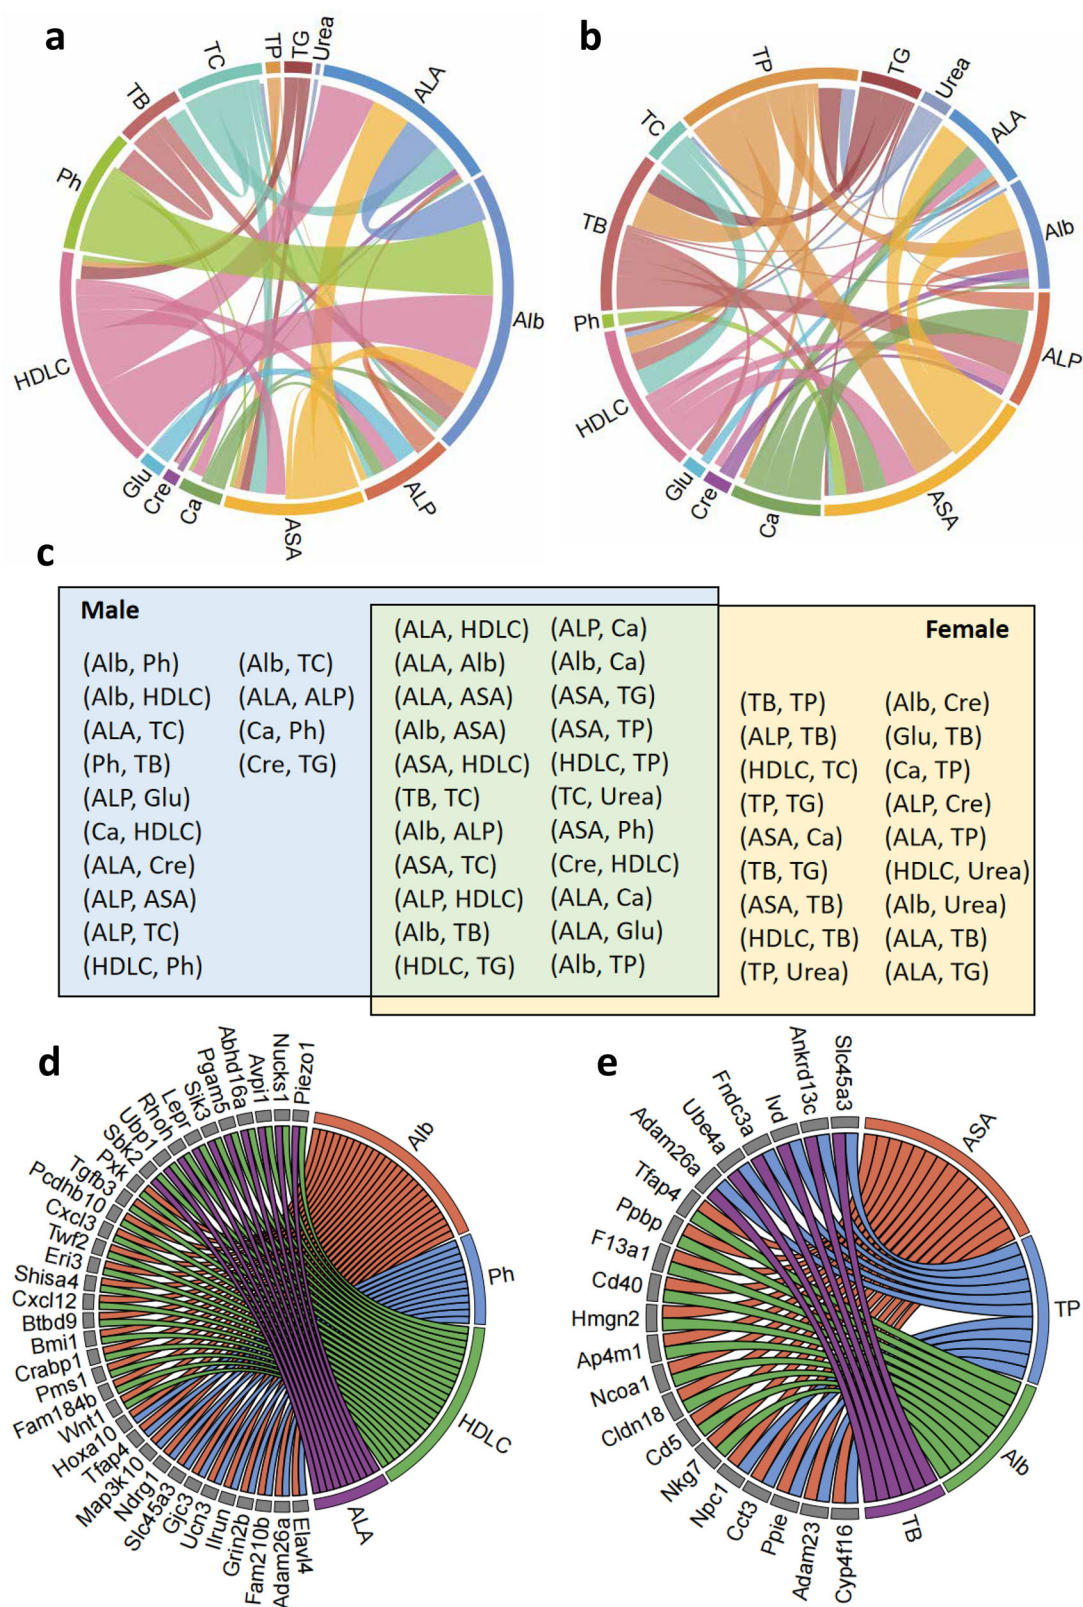 a
TC
TP
TG
Urea
ALA
Alb
ALP
ASA
Ca
Cre
Glu
HDLC
Ph
TB
b
TP
TG
Urea
ALA
Alb
ALP
ASA
Ca
Cre
Glu
HDLC
Ph
TB
TC
c
Male
(Alb, Ph) (Alb, TC)
(Alb, HDLC) (ALA, ALP)
(ALA, TC) (Ca, Ph)
(Ph, TB) (Cre, TG)
(ALP, Glu)
(Ca, HDLC)
(ALA, Cre)
(ALP, ASA)
(ALP, TC)
(HDLC, Ph)
(ALA, HDLC) (ALP, Ca)
(ALA, Alb) (Alb, Ca)
(ALA, ASA) (ASA, TG)
(Alb, ASA) (ASA, TP)
(ASA, HDLC) (HDLC, TP)
(TB, TC) (TC, Urea)
(Alb, ALP) (ASA, Ph)
(ASA, TC) (Cre, HDLC)
(ALP, HDLC) (ALA, Ca)
(Alb, TB) (ALA, Glu)
(HDLC, TG) (Alb, TP)
Female
(TB, TP) (Alb, Cre)
(ALP, TB) (Glu, TB)
(HDLC, TC) (Ca, TP)
(TP, TG) (ALP, Cre)
(ASA, Ca) (ALA, TP)
(TB, TG) (HDLC, Urea)
(ASA, TB) (Alb, Urea)
(HDLC, TB) (ALA, TB)
(TP, Urea) (ALA, TG)
d
Piezo1
Nucks1
Avpi1
Abhd16a
Pgam5
Sik3
Lepr
Rhoh
Ubp1
Sbk2
Pxk
Tgfb3
Pcdhb10
Cxcl3
Twf2
Eri3
Shisa4
Cxcl12
Btbd9
Bmi1
Crabp1
Pms1
Fam184b
Wnt1
Hoxa10
Tfap4
Map3k10
Ndrg1
Slc45a3
Gjc3
Ucn3
Ilrun
Grin2b
Fam210b
Adam26a
Elavl4
ALA
HDLC
Ph
Alb
e
Slc45a3
Ankrd13c
Ivd
Fndc3a
Ube4a
Adam26a
Tfap4
Ppbp
F13a1
Cd40
Hmgn2
Ap4m1
Ncoa1
Cldn18
Cd5
Nkg7
Npc1
Cct3
Ppie
Adam23
Cyp4f16
TB
Alb
TP
ASA